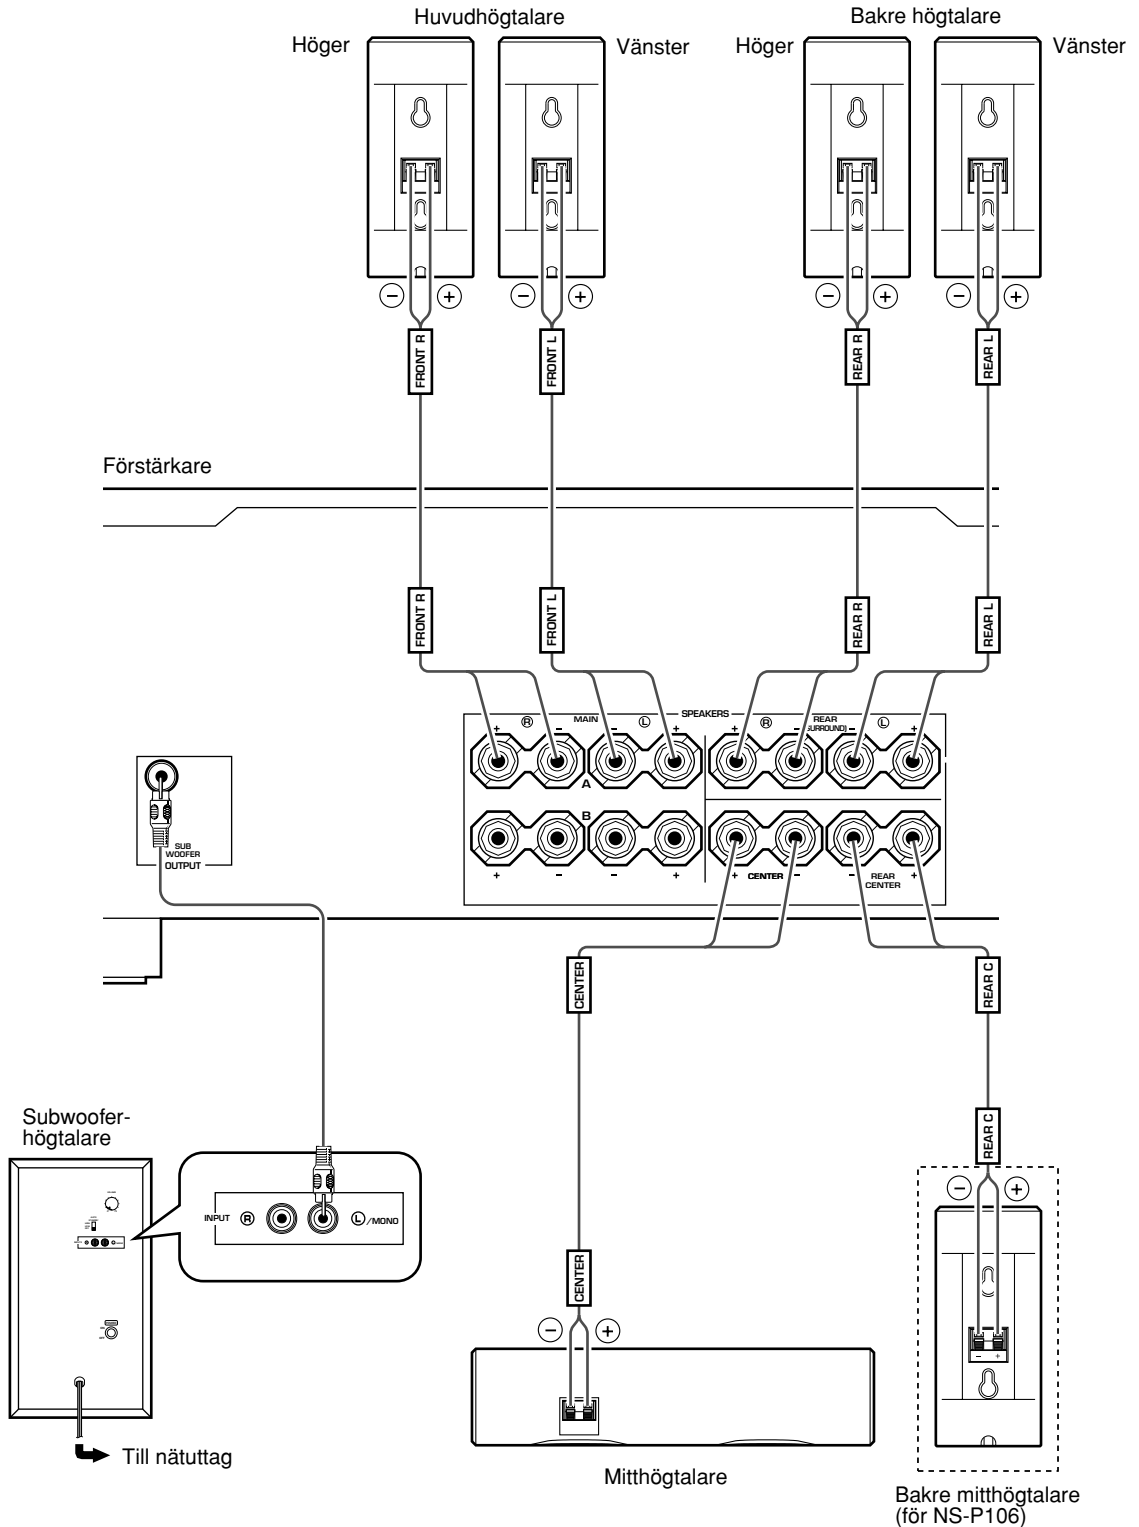 Huvudhögtalare
Bakre högtalare
Höger
Vänster
Höger
Vänster
− +
− +
− +
− +
FRONT R
FRONT L
REAR R
REAR L
Förstärkare
FRONT R
FRONT L
REAR R
REAR L
SPEAKERS
R MAIN L
R REAR L
(SURROUND)
+ − − + + − − +
A
B
SUB
WOOFER
OUTPUT
+ − − + + CENTER − − REAR +
CENTER
CENTER
REAR C
Subwoofer-
högtalare
REAR C
− +
INPUT R L /MONO
CENTER
− +
− +
Till nätuttag
Mitthögtalare
Bakre mitthögtalare
(för NS-P106)